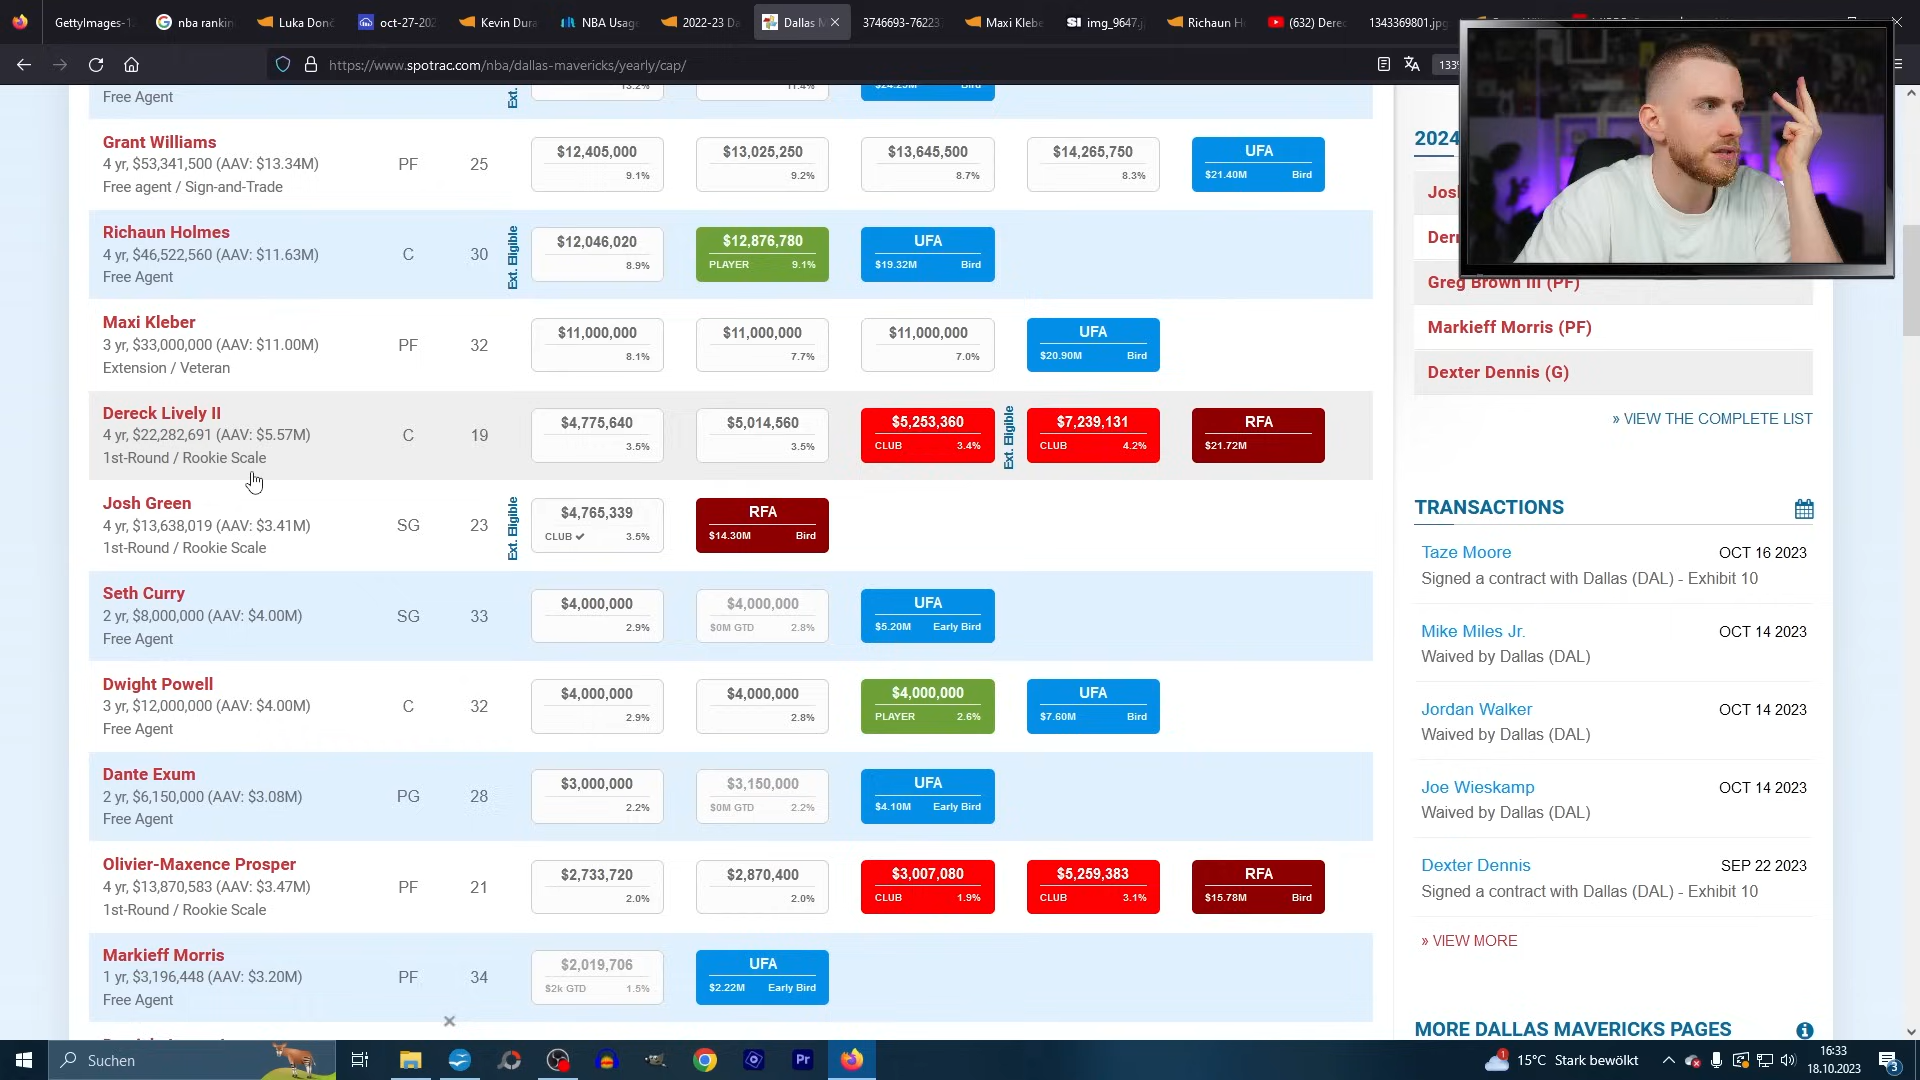 GettyImages-1
nba rankin
Luka Donč
oct-27-202
Kevin Dura
NBA Usage
2022-23 Da
Dallas M
3746693-76223
Maxi Klebe
SI img_9647.j
Richaun H
(632) Derec
1343369801.jpg
https://www.spotrac.com/nba/dallas-mavericks/yearly/cap/
133%
Free Agent
Ext.
13.2%
11.4%
$24.25M Bird
Grant Williams
4 yr, $53,341,500 (AAV: $13.34M)
Free agent / Sign-and-Trade
PF 25
$12,405,000
9.1%
$13,025,250
9.2%
$13,645,500
8.7%
$14,265,750
8.3%
UFA
$21.40M Bird
Richaun Holmes
4 yr, $46,522,560 (AAV: $11.63M)
Free Agent
C 30
Ext. Eligible
$12,046,020
8.9%
$12,876,780
PLAYER 9.1%
UFA
$19.32M Bird
Maxi Kleber
3 yr, $33,000,000 (AAV: $11.00M)
Extension / Veteran
PF 32
$11,000,000
8.1%
$11,000,000
7.7%
$11,000,000
7.0%
UFA
$20.90M Bird
Dereck Lively II
4 yr, $22,282,691 (AAV: $5.57M)
1st-Round / Rookie Scale
C 19
$4,775,640
3.5%
$5,014,560
3.5%
$5,253,360
CLUB 3.4%
Ext. Eligible
$7,239,131
CLUB 4.2%
RFA
$21.72M
Josh Green
4 yr, $13,638,019 (AAV: $3.41M)
1st-Round / Rookie Scale
SG 23
Ext. Eligible
$4,765,339
CLUB ✔ 3.5%
RFA
$14.30M Bird
Seth Curry
2 yr, $8,000,000 (AAV: $4.00M)
Free Agent
SG 33
$4,000,000
2.9%
$4,000,000
$0M GTD 2.8%
UFA
$5.20M Early Bird
Dwight Powell
3 yr, $12,000,000 (AAV: $4.00M)
Free Agent
C 32
$4,000,000
2.9%
$4,000,000
2.8%
$4,000,000
PLAYER 2.6%
UFA
$7.60M Bird
Dante Exum
2 yr, $6,150,000 (AAV: $3.08M)
Free Agent
PG 28
$3,000,000
2.2%
$3,150,000
$0M GTD 2.2%
UFA
$4.10M Early Bird
Olivier-Maxence Prosper
4 yr, $13,870,583 (AAV: $3.47M)
1st-Round / Rookie Scale
PF 21
$2,733,720
2.0%
$2,870,400
2.0%
$3,007,080
CLUB 1.9%
$5,259,383
CLUB 3.1%
RFA
$15.78M Bird
Markieff Morris
1 yr, $3,196,448 (AAV: $3.20M)
Free Agent
PF 34
$2,019,706
$2k GTD 1.5%
UFA
$2.22M Early Bird
2024
Josh
Derr
Greg Brown III (PF)
Markieff Morris (PF)
Dexter Dennis (G)
» VIEW THE COMPLETE LIST
TRANSACTIONS
Taze Moore OCT 16 2023
Signed a contract with Dallas (DAL) - Exhibit 10
Mike Miles Jr. OCT 14 2023
Waived by Dallas (DAL)
Jordan Walker OCT 14 2023
Waived by Dallas (DAL)
Joe Wieskamp OCT 14 2023
Waived by Dallas (DAL)
Dexter Dennis SEP 22 2023
Signed a contract with Dallas (DAL) - Exhibit 10
» VIEW MORE
MORE DALLAS MAVERICKS PAGES
Suchen
Pr
1
15°C Stark bewölkt
16:33
18.10.2023
3